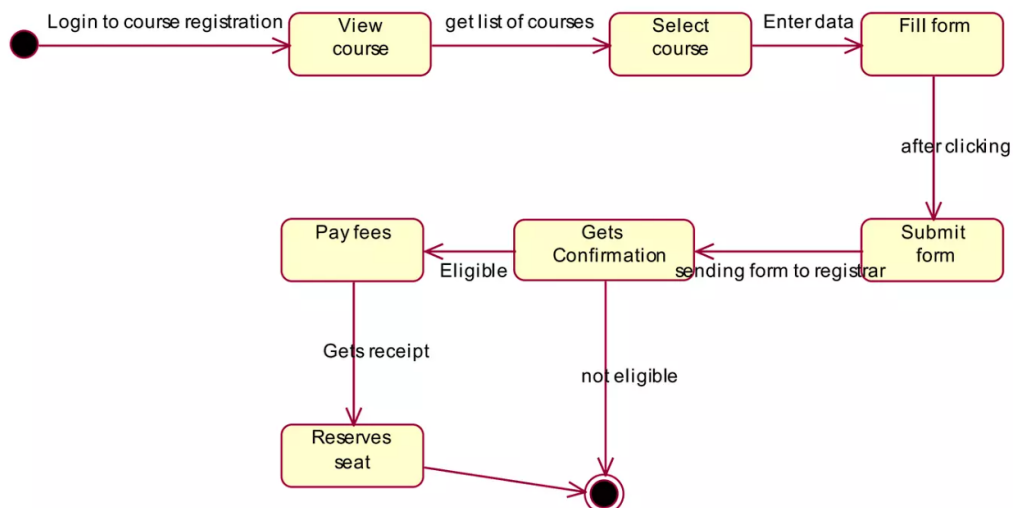 Login to course registration
View
course
get list of courses
Select
course
Enter data
Fill form
after clicking
Submit
form
sending form to registrar
Gets
Confirmation
Eligible
Pay fees
Gets receipt
not eligible
Reserves
seat